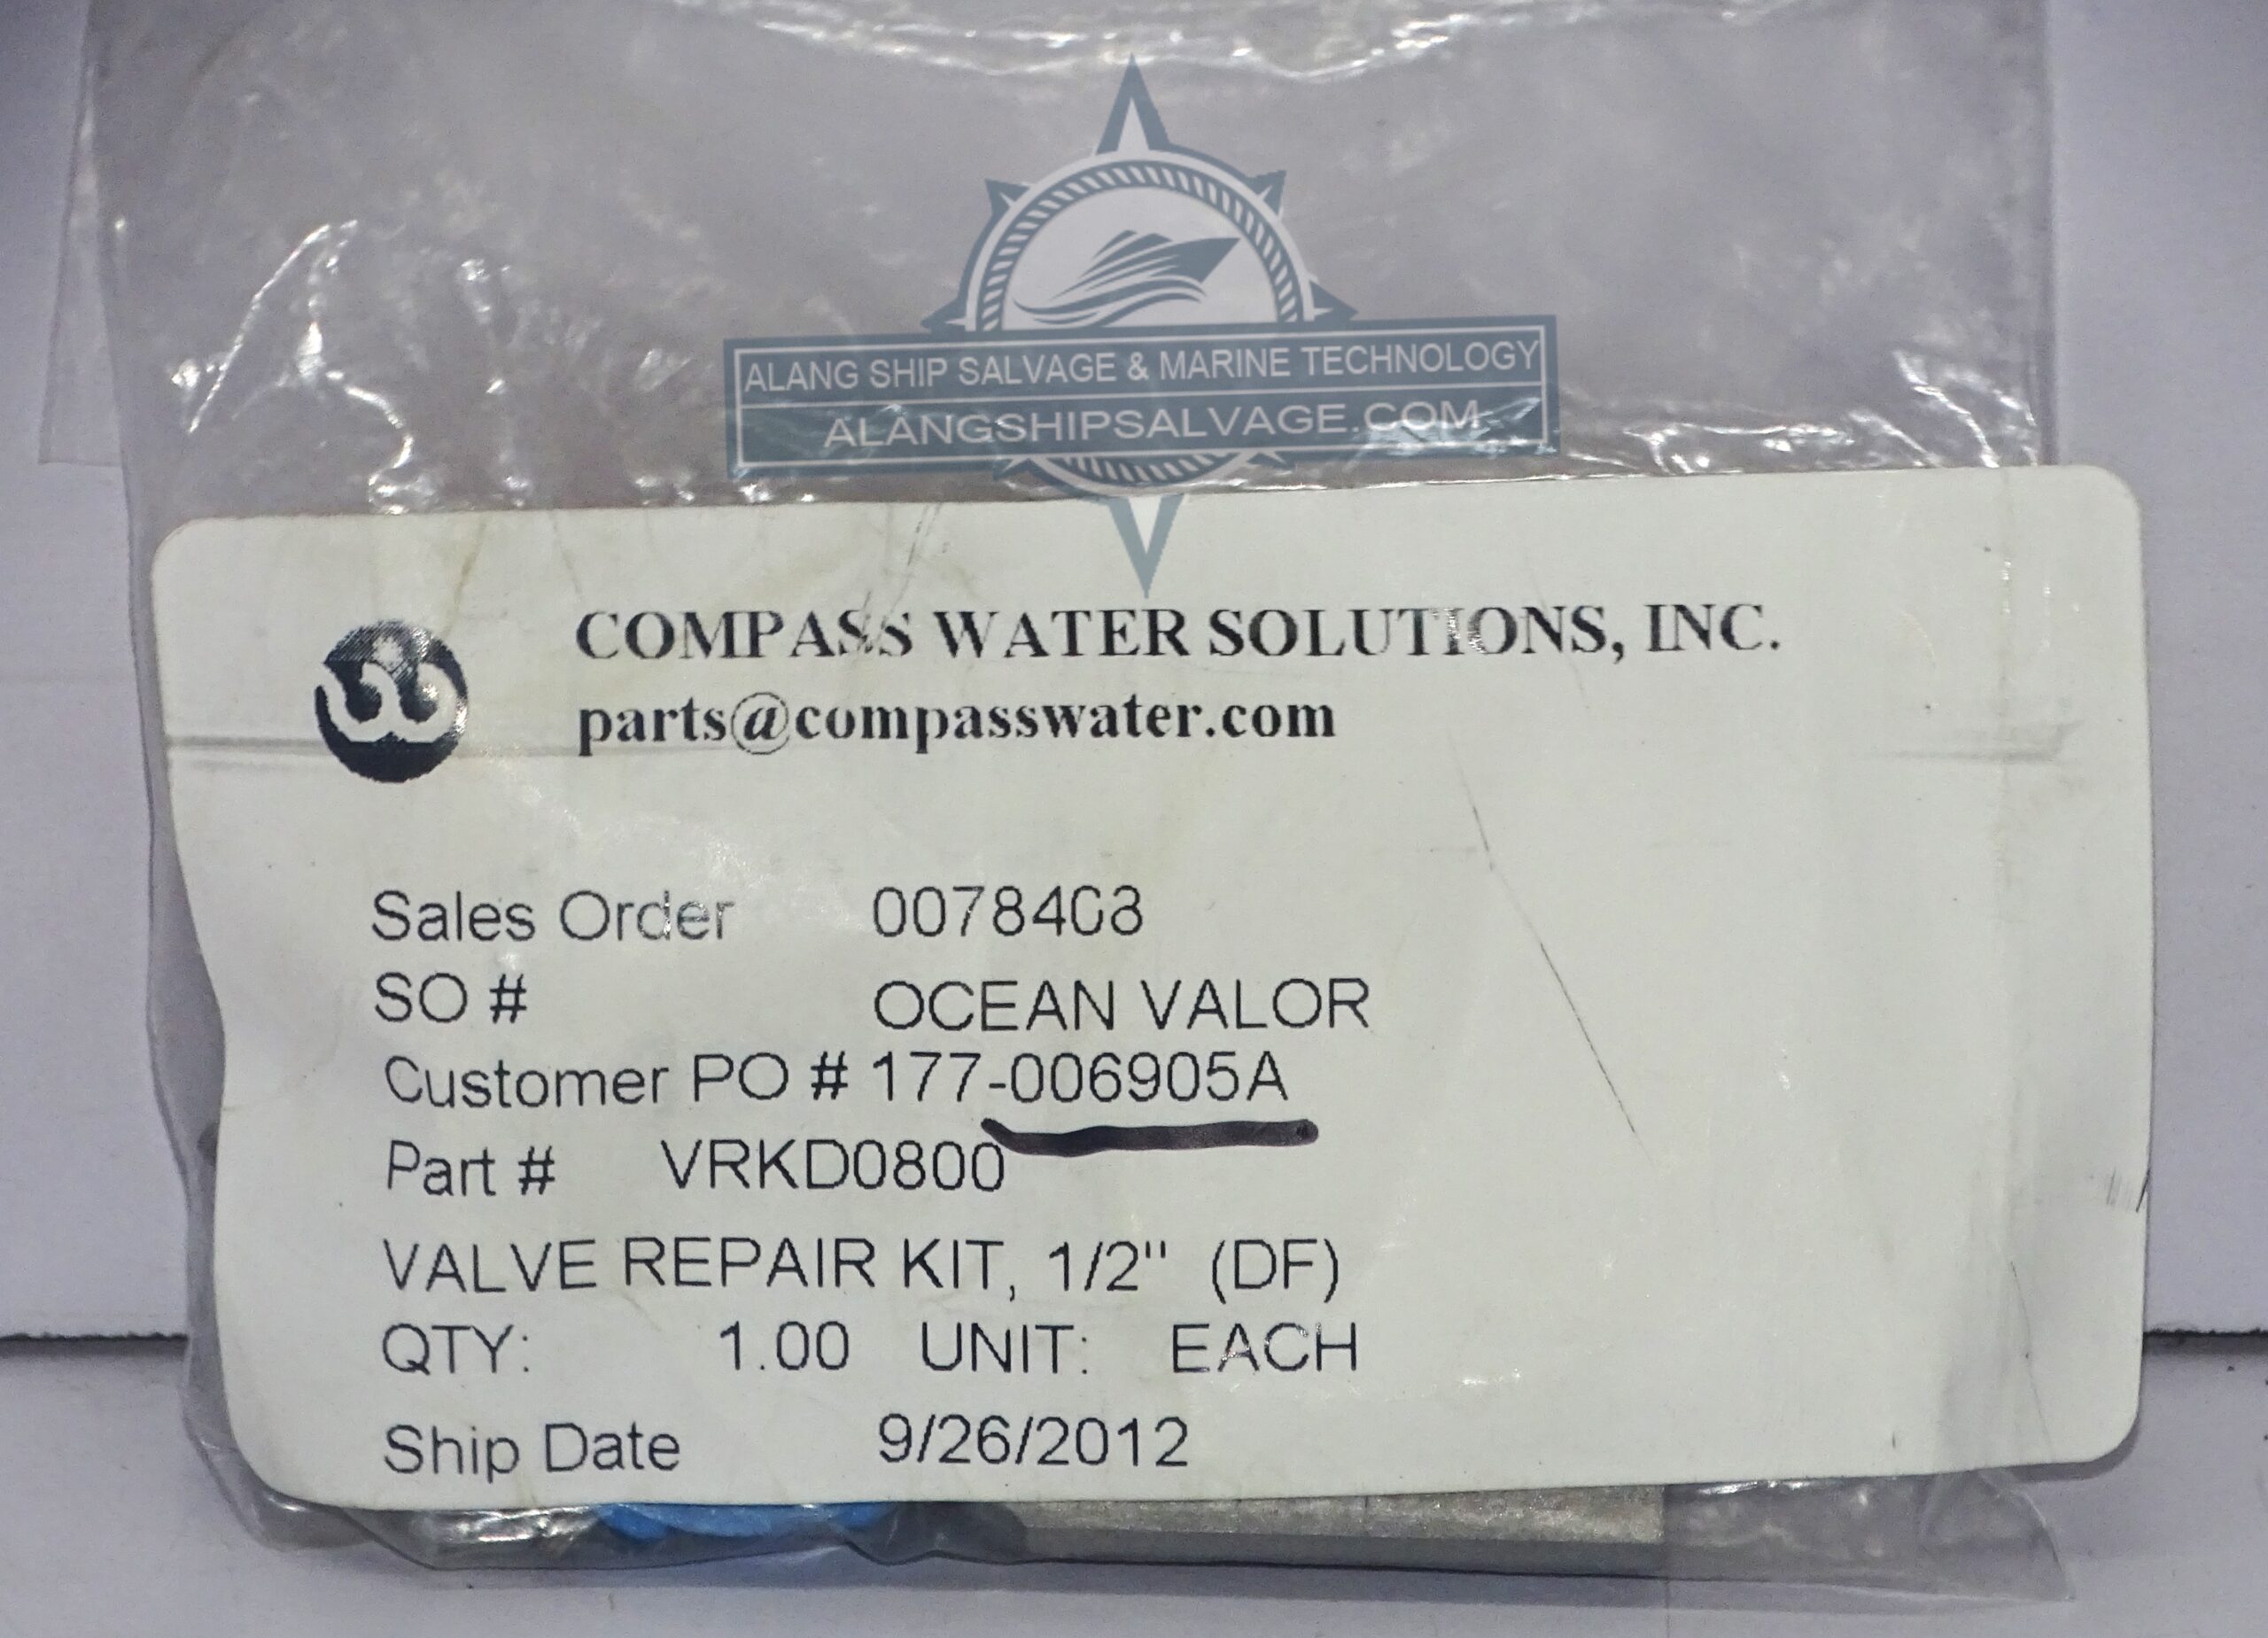 ALANG SHIP SALVAGE & MARINE TECHNOLOGY
ALANGSHIPSALVAGE.COM
COMPASS WATER SOLUTIONS, INC.
parts@compasswater.com
Sales Order 0078408
SO # OCEAN VALOR
Customer PO # 177-006905A
Part # VRKD0800
VALVE REPAIR KIT, 1/2" (DF)
QTY: 1.00 UNIT: EACH
Ship Date 9/26/2012